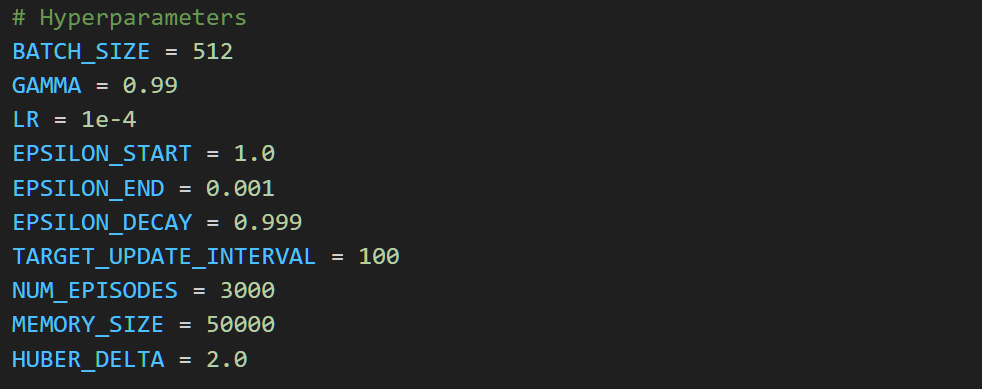 # Hyperparameters
BATCH_SIZE = 512
GAMMA = 0.99
LR = 1e-4
EPSILON_START = 1.0
EPSILON_END = 0.001
EPSILON_DECAY = 0.999
TARGET_UPDATE_INTERVAL = 100
NUM_EPISODES = 3000
MEMORY_SIZE = 50000
HUBER_DELTA = 2.0